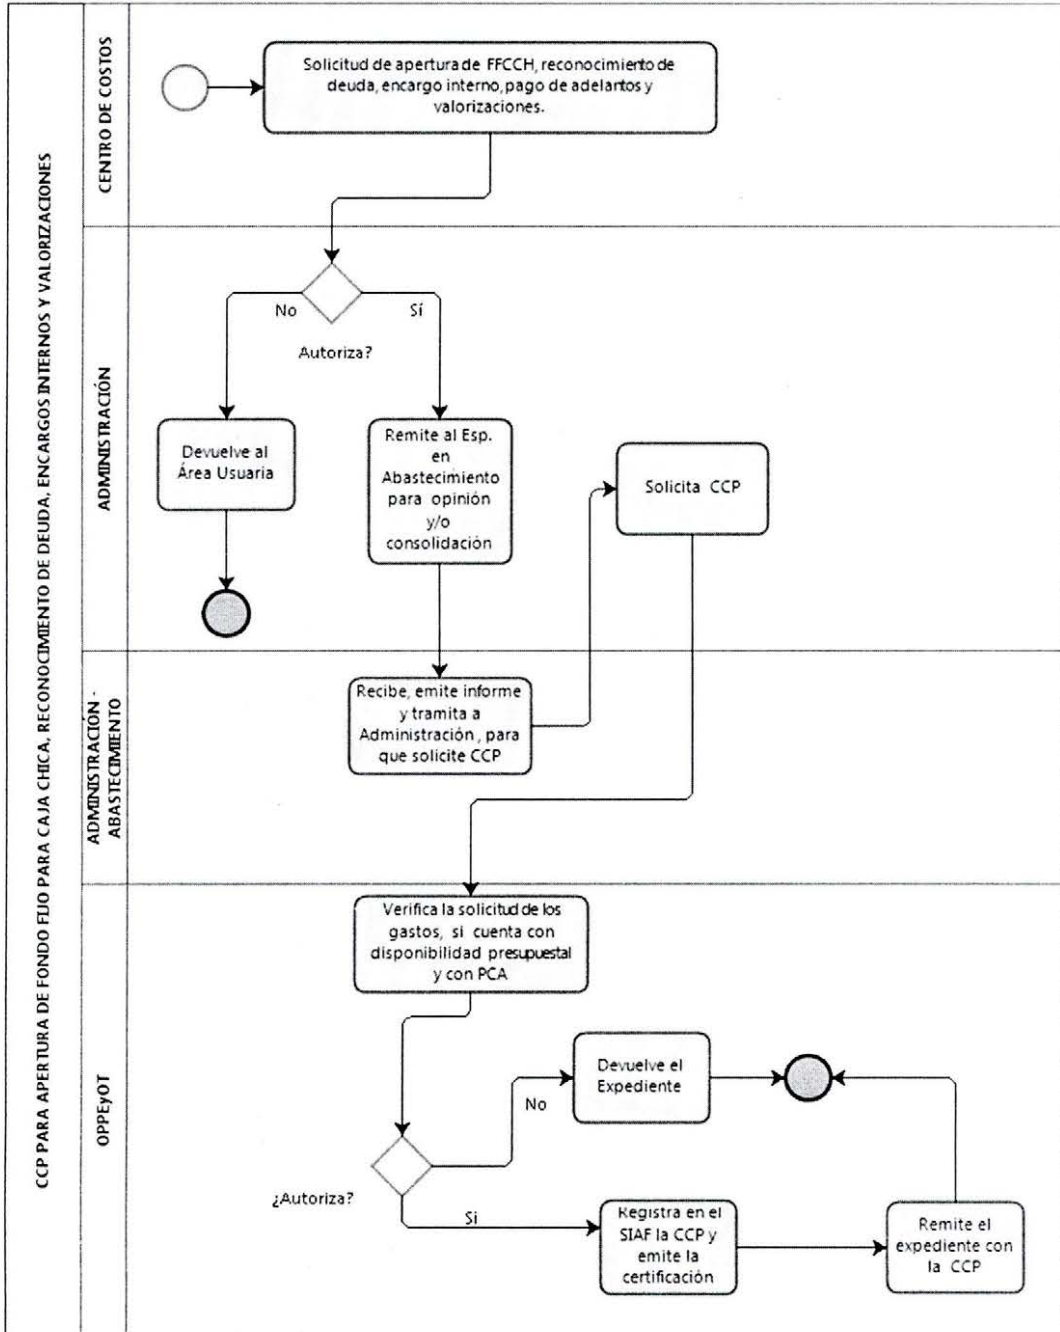 CCP PARA APERTURA DE FONDO FIJO PARA CAJA CHICA, RECONOCIMIENTO DE DEUDA, ENCARGOS INTERNOS Y VALORIZACIONES
CENTRO DE COSTOS
Solicitud de apertura de FFCCH, reconocimiento de
deuda, encargo interno, pago de adelantos y
valorizaciones.
ADMINISTRACIÓN
No
Sí
Autoriza?
Devuelve al
Área Usuaria
Remite al Esp.
en
Abastecimiento
para opinión
y/o
consolidación
Solicita CCP
ADMINISTRACIÓN -
ABASTECIMIENTO
Recibe, emite informe
y tramita a
Administración, para
que solicite CCP
OPPEyOT
Verifica la solicitud de los
gastos, si cuenta con
disponibilidad presupuestal
y con PCA
Devuelve el
Expediente
No
¿Autoriza?
Si
Registra en el
SIAF la CCP y
emite la
certificación
Remite el
expediente con
la CCP